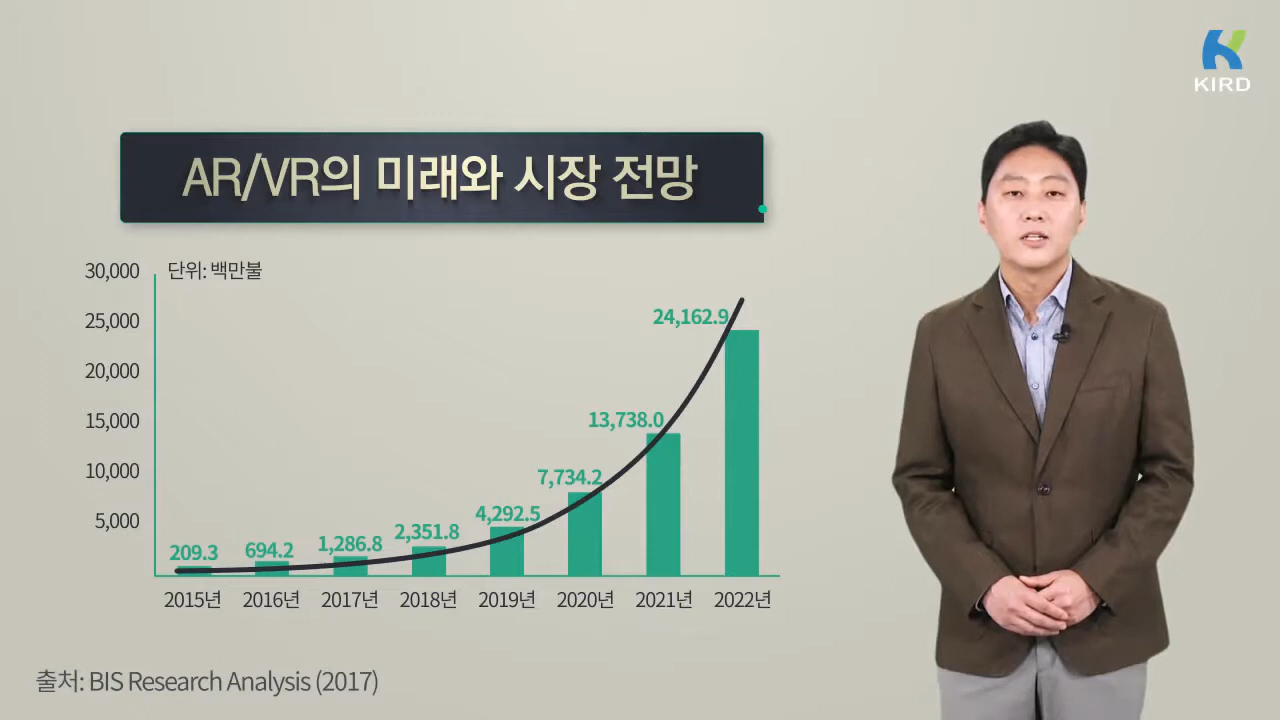 KIRD
AR/VR의 미래와 시장 전망
단위: 백만불
30,000
25,000
20,000
15,000
10,000
5,000
209.3
694.2
1,286.8
2,351.8
4,292.5
7,734.2
13,738.0
24,162.9
2015년 2016년 2017년 2018년 2019년 2020년 2021년 2022년
출처: BIS Research Analysis (2017)